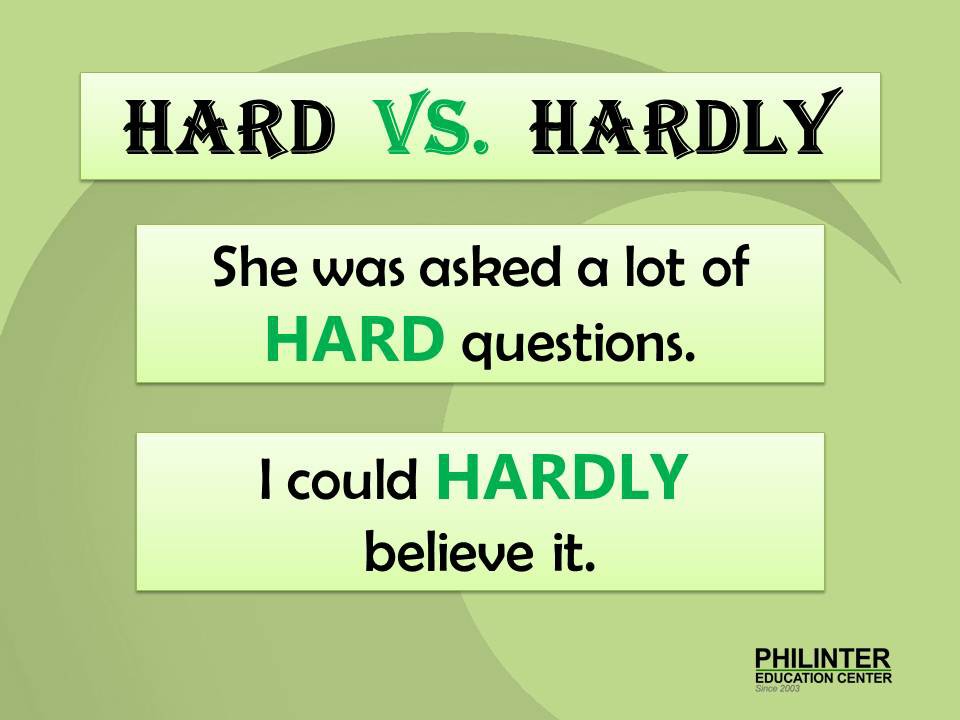 HARD VS. HARDLY
She was asked a lot of
HARD questions.
I could HARDLY
believe it.
PHILINTER
EDUCATION CENTER
Since 2003